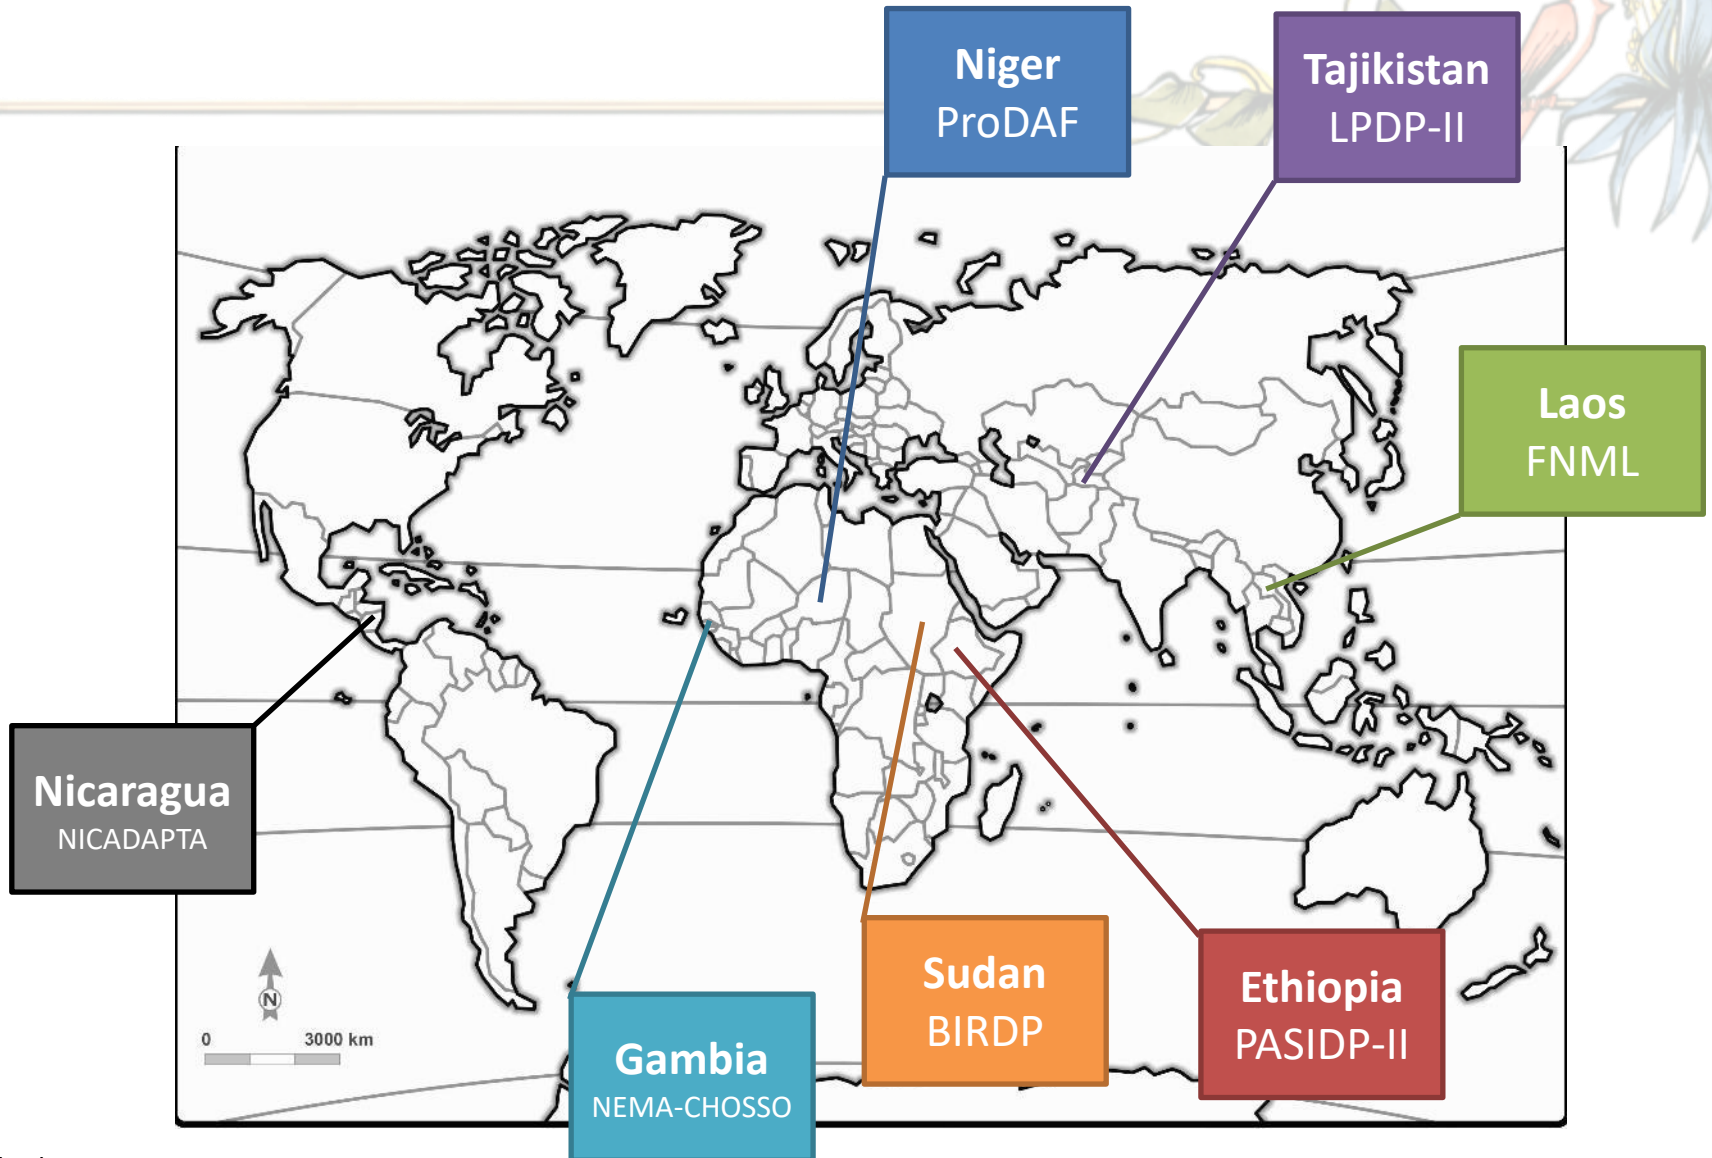 Niger
ProDAF
Tajikistan
LPDP-II
Laos
FNML
Nicaragua
NICADAPTA
N
0 3000 km
Gambia
NEMA-CHOSSO
Sudan
BIRDP
Ethiopia
PASIDP-II